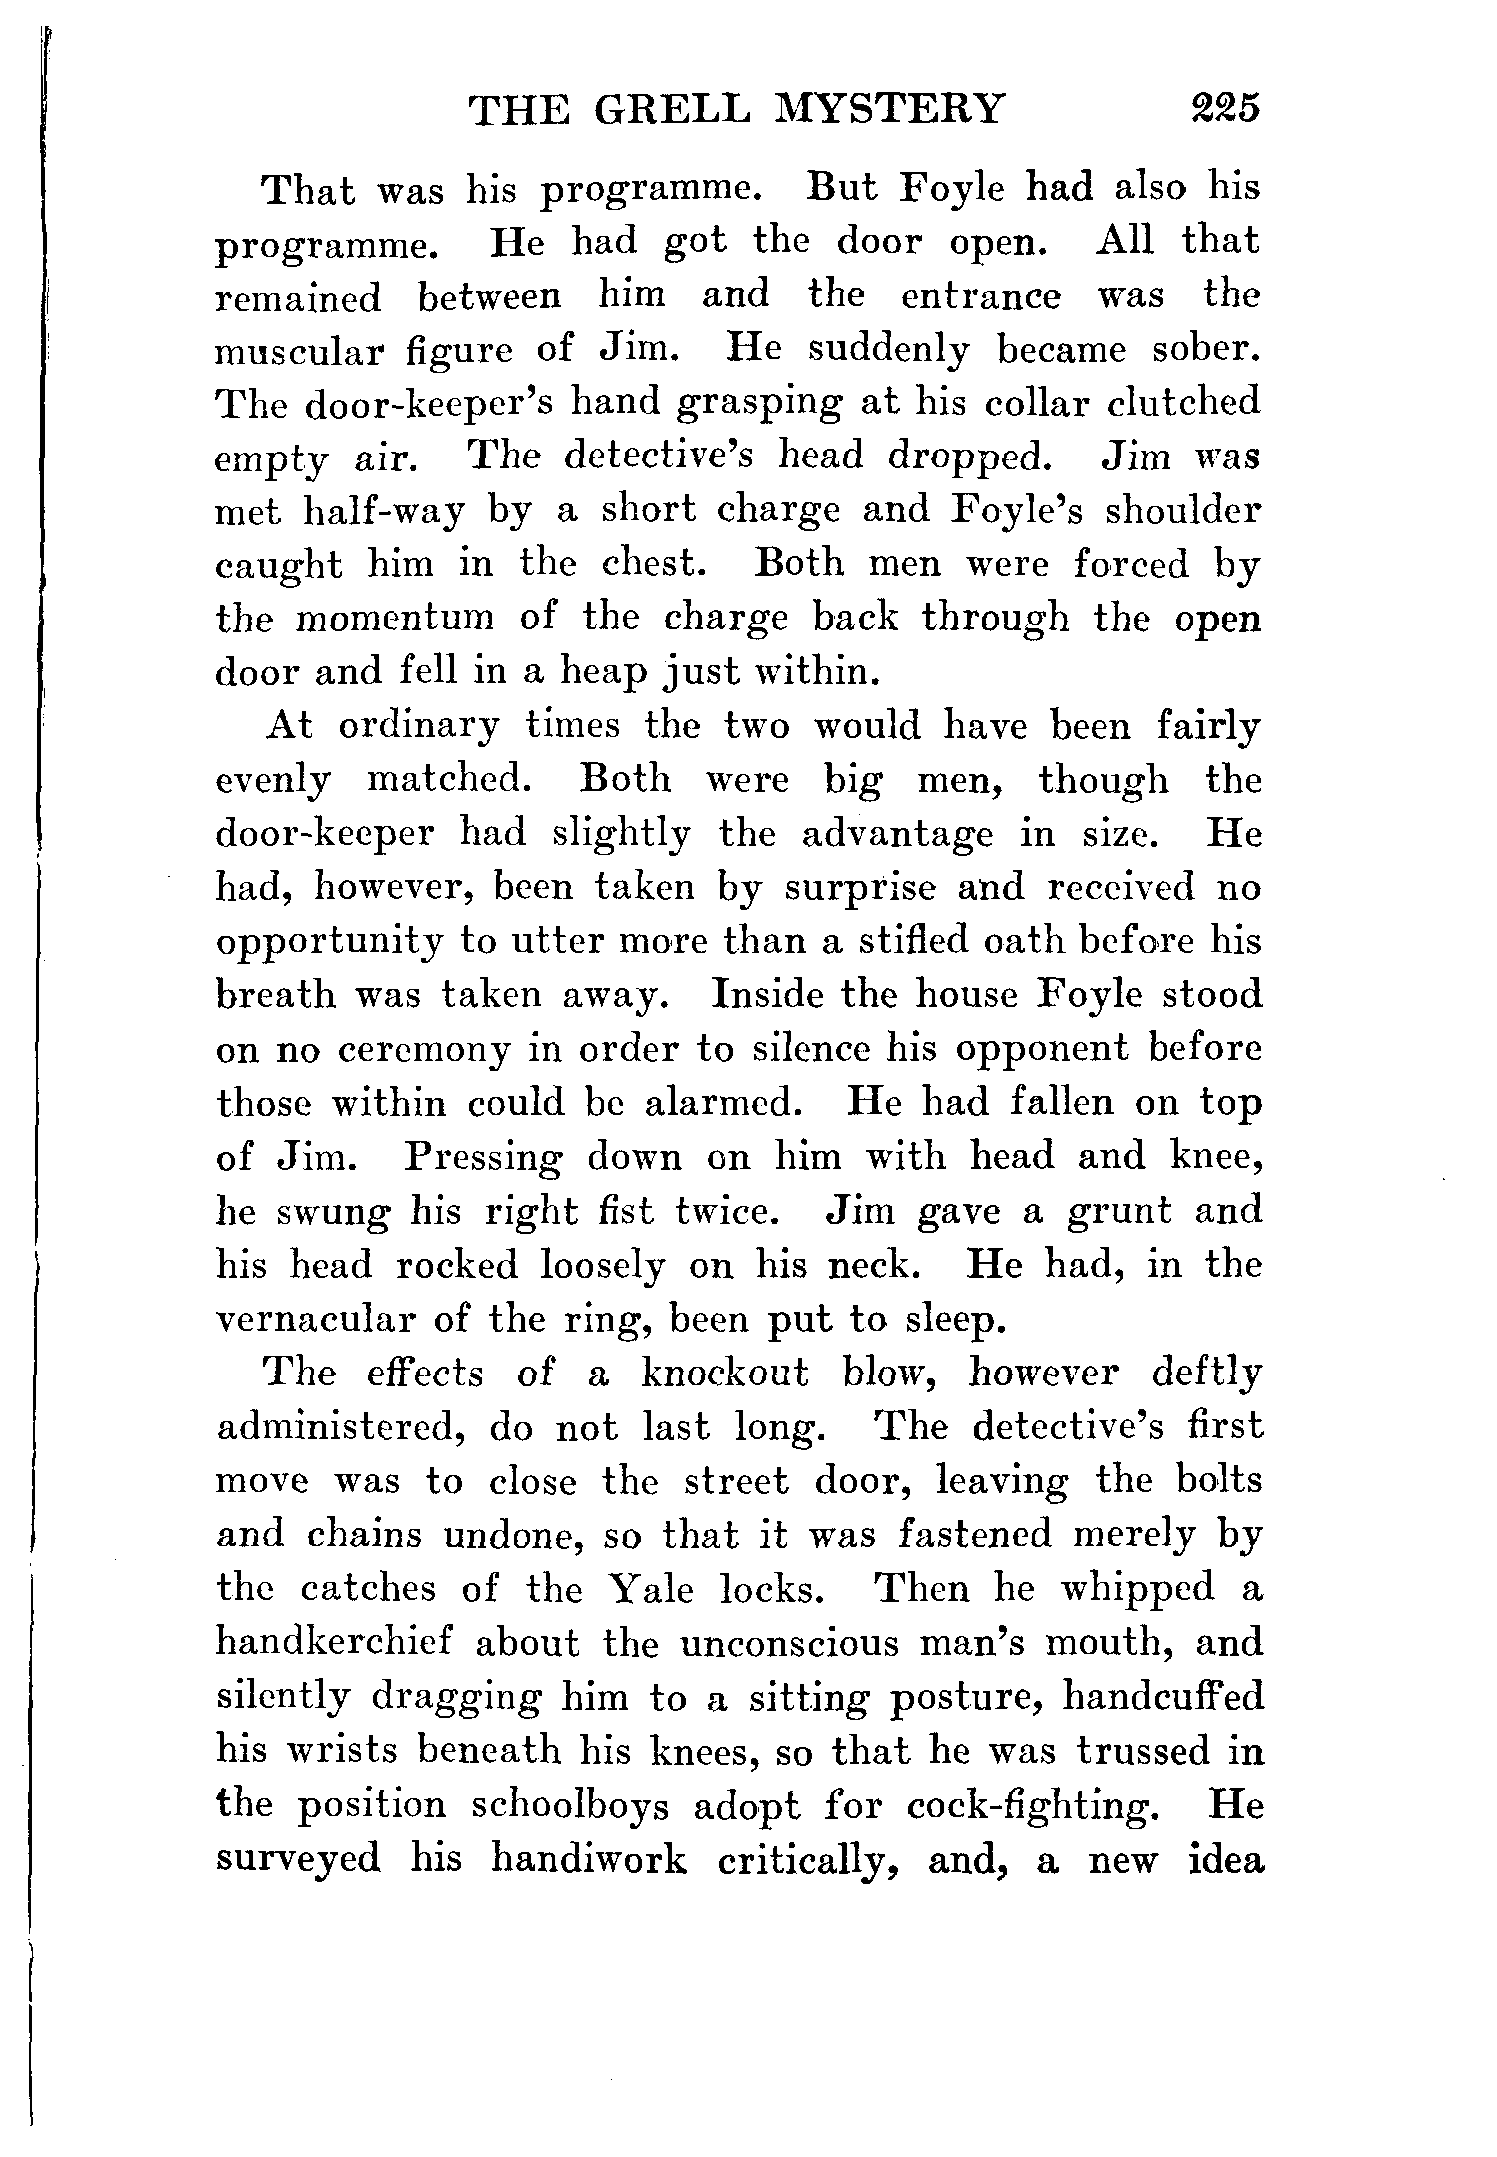 THE GRELL MYSTERY 225
That was his programme. But Foyle had also his
programme. He had got the door open. All that
remained between him and the entrance was the
muscular figure of Jim. He suddenly became sober.
The door-keeper's hand grasping at his collar clutched
empty air. The detective's head dropped. Jim was
met half-way by a short charge and Foyle's shoulder
caught him in the chest. Both men were forced by
the momentum of the charge back through the open
door and fell in a heap just within.
At ordinary times the two would have been fairly
evenly matched. Both were big men, though the
door-keeper had slightly the advantage in size. He
had, however, been taken by surprise and received no
opportunity to utter more than a stifled oath before his
breath was taken away. Inside the house Foyle stood
on no ceremony in order to silence his opponent before
those within could be alarmed. He had fallen on top
of Jim. Pressing down on him with head and knee,
he swung his right fist twice. Jim gave a grunt and
his head rocked loosely on his neck. He had, in the
vernacular of the ring, been put to sleep.
The effects of a knockout blow, however deftly
administered, do not last long. The detective's first
move was to close the street door, leaving the bolts
and chains undone, so that it was fastened merely by
the catches of the Yale locks. Then he whipped a
handkerchief about the unconscious man's mouth, and
silently dragging him to a sitting posture, handcuffed
his wrists beneath his knees, so that he was trussed in
the position schoolboys adopt for cock-fighting. He
surveyed his handiwork critically, and, a new idea